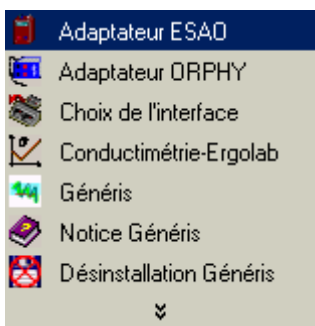 Adaptateur ESAO
Adaptateur ORPHY
Choix de l'interface
Conductimétrie-Ergolab
Généris
Notice Généris
Désinstallation Généris